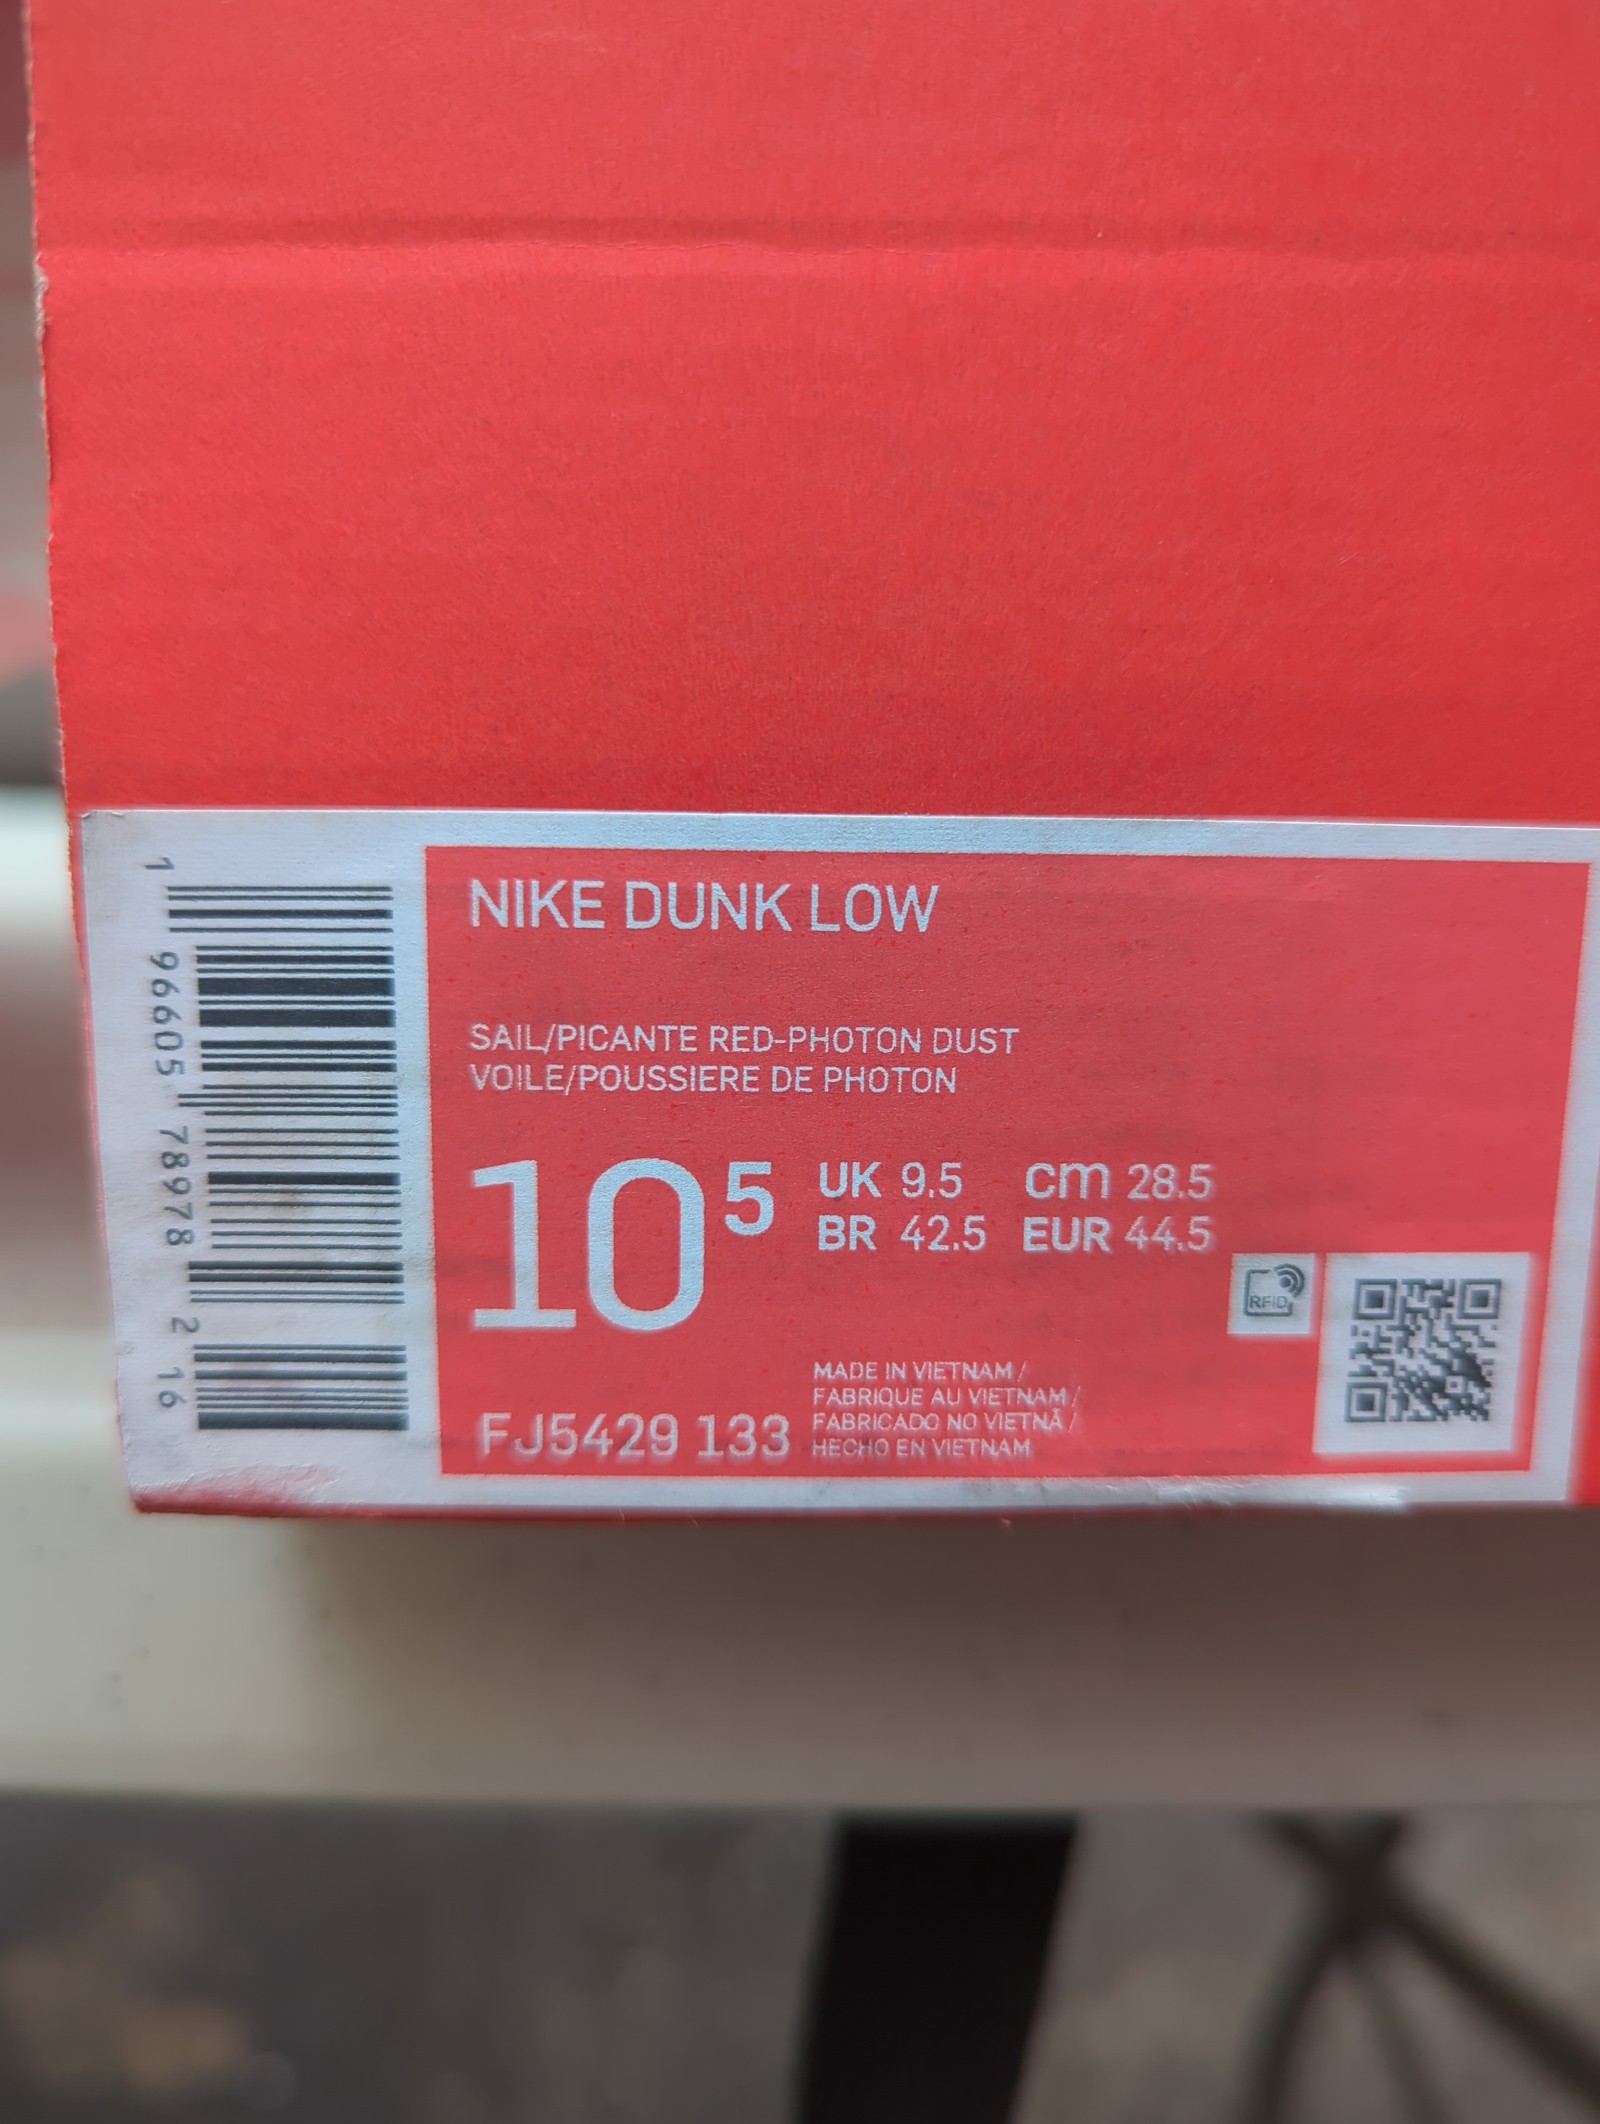 1 96605 78978 2 16
NIKE DUNK LOW
SAIL/PICANTE RED-PHOTON DUST
VOILE/POUSSIERE DE PHOTON
10 5
UK 9.5 CM 28.5
BR 42.5 EUR 44.5
RFID
MADE IN VIETNAM /
FABRIQUE AU VIETNAM /
FABRICADO NO VIETNÃ /
HECHO EN VIETNAM
FJ5429 133